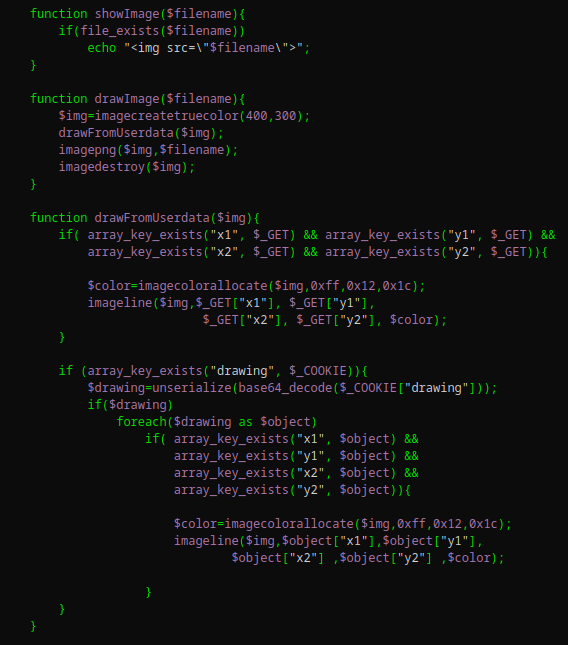 function showImage($filename){
    if(file_exists($filename))
        echo "<img src=\"$filename\">";
}

function drawImage($filename){
    $img=imagecreatetruecolor(400,300);
    drawFromUserdata($img);
    imagepng($img,$filename);
    imagedestroy($img);
}

function drawFromUserdata($img){
    if( array_key_exists("x1", $_GET) && array_key_exists("y1", $_GET) &&
        array_key_exists("x2", $_GET) && array_key_exists("y2", $_GET)){

        $color=imagecolorallocate($img,0xff,0x12,0x1c);
        imageline($img,$_GET["x1"], $_GET["y1"],
                        $_GET["x2"], $_GET["y2"], $color);
    }

    if (array_key_exists("drawing", $_COOKIE)){
        $drawing=unserialize(base64_decode($_COOKIE["drawing"]));
        if($drawing)
            foreach($drawing as $object)
                if( array_key_exists("x1", $object) &&
                    array_key_exists("y1", $object) &&
                    array_key_exists("x2", $object) &&
                    array_key_exists("y2", $object)){

                    $color=imagecolorallocate($img,0xff,0x12,0x1c);
                    imageline($img,$object["x1"],$object["y1"],
                            $object["x2"] ,$object["y2"] ,$color);

                }
    }
}